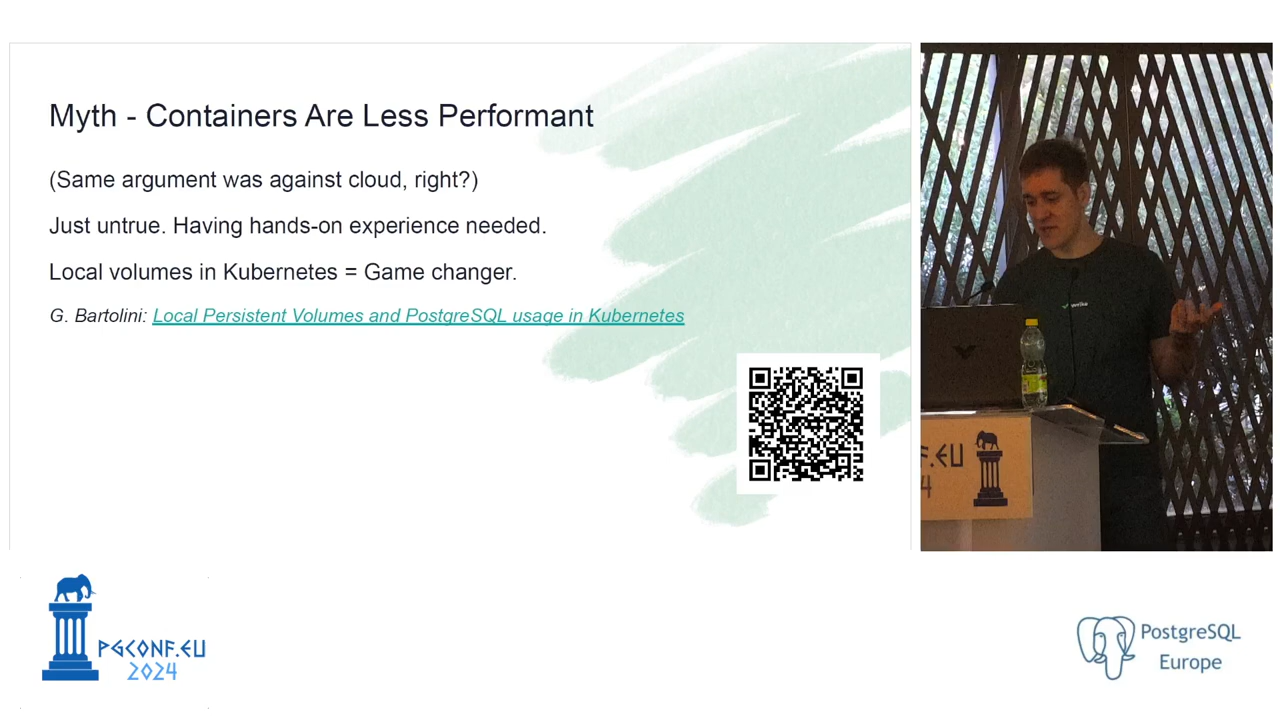 Myth - Containers Are Less Performant
(Same argument was against cloud, right?)
Just untrue. Having hands-on experience needed.
Local volumes in Kubernetes = Game changer.
G. Bartolini: Local Persistent Volumes and PostgreSQL usage in Kubernetes
F.EU
4
PGCONF.EU
2024
PostgreSQL
Europe